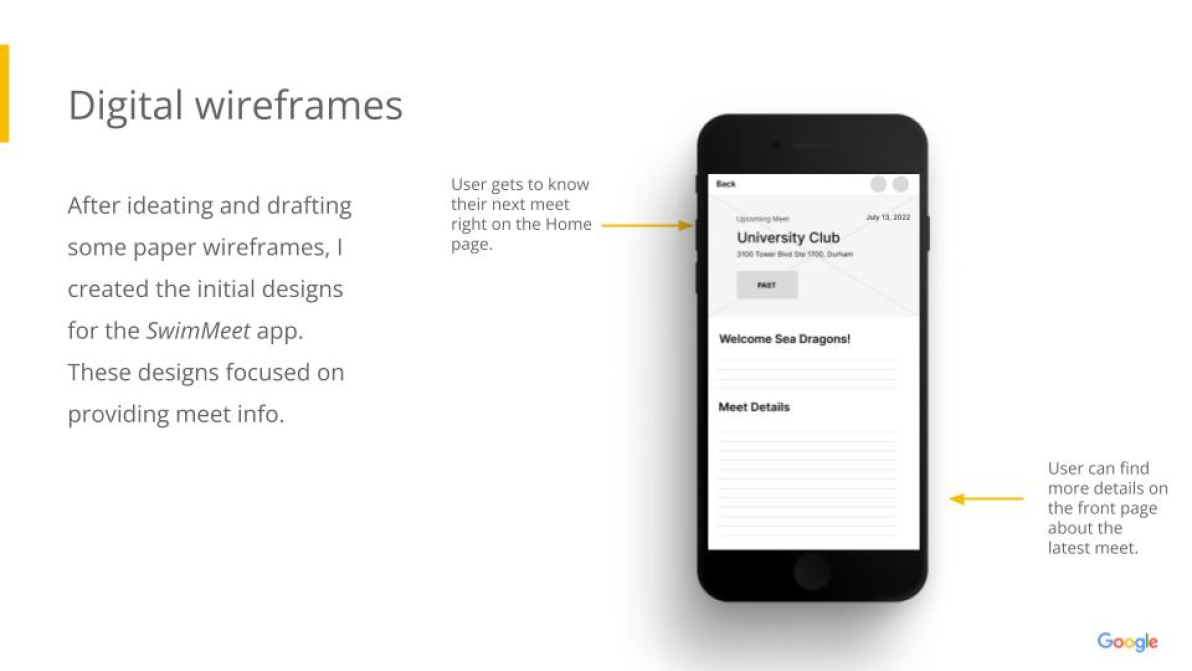 Digital wireframes
After ideating and drafting
some paper wireframes, I
created the initial designs
for the SwimMeet app.
These designs focused on
providing meet info.
User gets to know
their next meet
right on the Home
page.
Back
Upcoming Meet
July 13, 2022
University Club
3100 Tower Blvd Ste 1700, Durham
PAST
Welcome Sea Dragons!
Meet Details
User can find
more details on
the front page
about the
latest meet.
Google